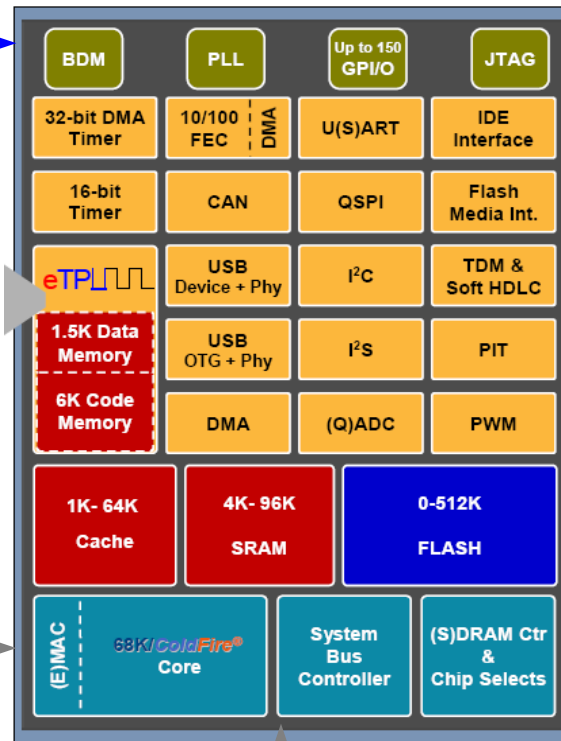 BDM
PLL
Up to 150
GPI/O
JTAG
32-bit DMA
Timer
10/100
FEC
DMA
U(S)ART
IDE
Interface
16-bit
Timer
CAN
QSPI
Flash
Media Int.
eTPU
USB
Device + Phy
I²C
TDM &
Soft HDLC
1.5K Data
Memory
USB
OTG + Phy
I²S
PIT
6K Code
Memory
DMA
(Q)ADC
PWM
1K- 64K
Cache
4K- 96K
SRAM
0-512K
FLASH
(E)MAC
68K/ColdFire®
Core
System
Bus
Controller
(S)DRAM Ctr
&
Chip Selects